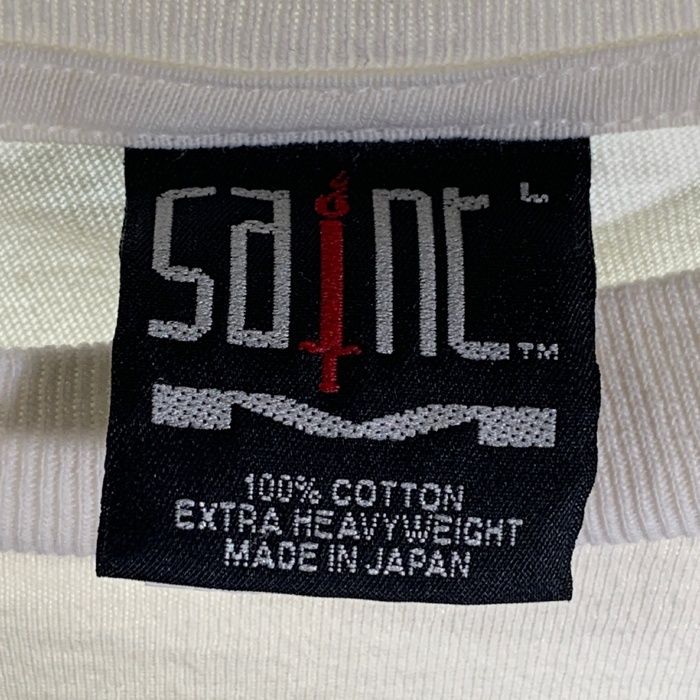 saint L
TM
M
100% COTTON
EXTRA HEAVYWEIGHT
MADE IN JAPAN